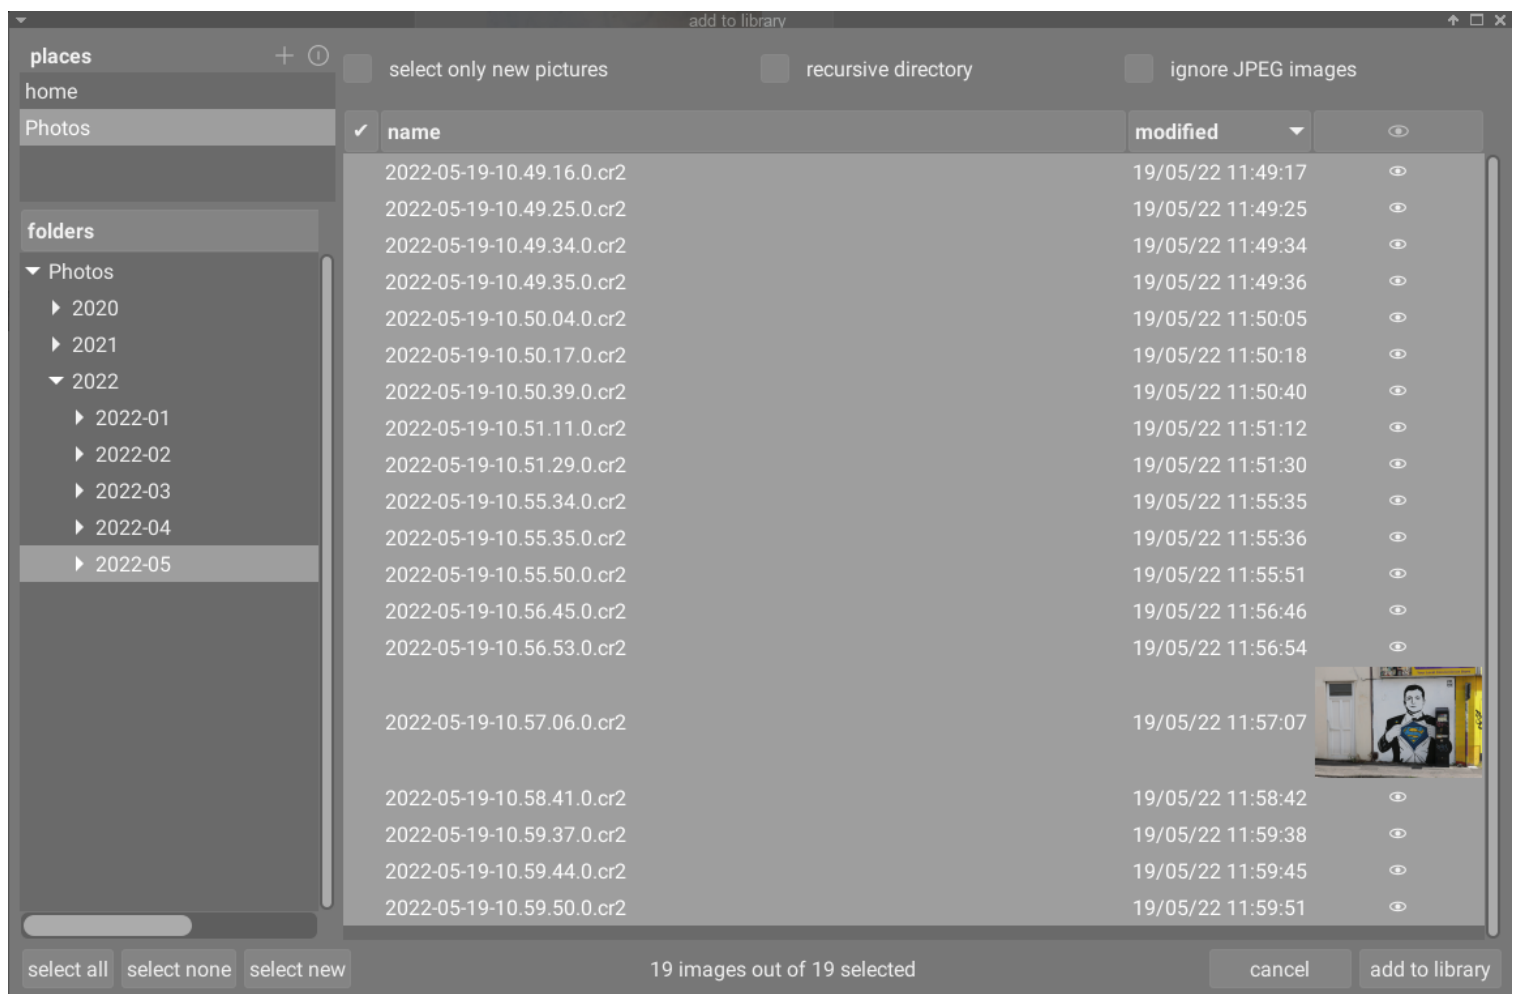 add to library
places
home
Photos
folders
Photos
2020
2021
2022
2022-01
2022-02
2022-03
2022-04
2022-05
select only new pictures recursive directory ignore JPEG images
✔ name modified
2022-05-19-10.49.16.0.cr2 19/05/22 11:49:17
2022-05-19-10.49.25.0.cr2 19/05/22 11:49:25
2022-05-19-10.49.34.0.cr2 19/05/22 11:49:34
2022-05-19-10.49.35.0.cr2 19/05/22 11:49:36
2022-05-19-10.50.04.0.cr2 19/05/22 11:50:05
2022-05-19-10.50.17.0.cr2 19/05/22 11:50:18
2022-05-19-10.50.39.0.cr2 19/05/22 11:50:40
2022-05-19-10.51.11.0.cr2 19/05/22 11:51:12
2022-05-19-10.51.29.0.cr2 19/05/22 11:51:30
2022-05-19-10.55.34.0.cr2 19/05/22 11:55:35
2022-05-19-10.55.35.0.cr2 19/05/22 11:55:36
2022-05-19-10.55.50.0.cr2 19/05/22 11:55:51
2022-05-19-10.56.45.0.cr2 19/05/22 11:56:46
2022-05-19-10.56.53.0.cr2 19/05/22 11:56:54
2022-05-19-10.57.06.0.cr2 19/05/22 11:57:07
2022-05-19-10.58.41.0.cr2 19/05/22 11:58:42
2022-05-19-10.59.37.0.cr2 19/05/22 11:59:38
2022-05-19-10.59.44.0.cr2 19/05/22 11:59:45
2022-05-19-10.59.50.0.cr2 19/05/22 11:59:51
select all select none select new 19 images out of 19 selected cancel add to library